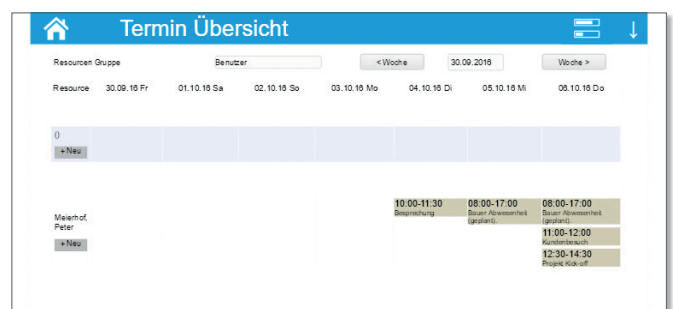 Termin Übersicht
Resourcen Gruppe Benutzer < Woche 30.09.2016 Woche >
Resource 30.09.16 Fr 01.10.16 Sa 02.10.16 So 03.10.16 Mo 04.10.16 Di 05.10.16 Mi 06.10.16 Do
()
+ Neu
10:00-11:30 08:00-17:00 08:00-17:00
Besprechung Bauer Abwesenheit Bauer Abwesenheit
(geplant). (geplant).
Meierhof,
Peter
11:00-12:00
+ Neu Kundenbesuch
12:30-14:30
Projekt Kick-off